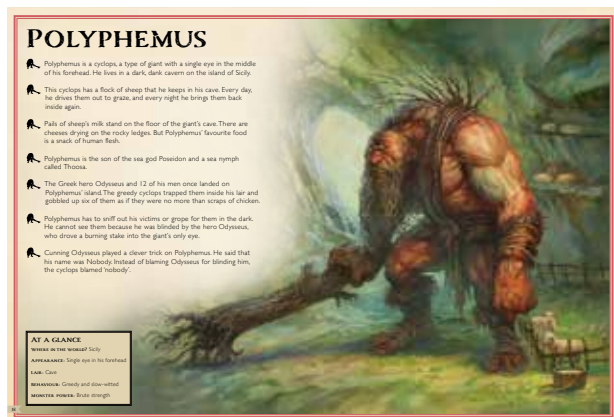 POLYPHEMUS
Polyphemus is a cyclops, a type of giant with a single eye in the middle
of his forehead. He lives in a dark, dank cavern on the island of Sicily.
This cyclops has a flock of sheep that he keeps in his cave. Every day,
he drives them out to graze, and every night he brings them back
inside again.
Pails of sheep's milk stand on the floor of the giant's cave. There are
cheeses drying on the rocky ledges. But Polyphemus' favourite food
is a snack of human flesh.
Polyphemus is the son of the sea god Poseidon and a sea nymph
called Thoosa.
The Greek hero Odysseus and 12 of his men once landed on
Polyphemus' island. The greedy cyclops trapped them inside his lair and
gobbled up six of them as if they were no more than scraps of chicken.
Polyphemus has to sniff out his victims or grope for them in the dark.
He cannot see them because he was blinded by the hero Odysseus,
who drove a burning stake into the giant's only eye.
Cunning Odysseus played a clever trick on Polyphemus. He said that
his name was Nobody. Instead of blaming Odysseus for blinding him,
the cyclops blamed 'nobody'.
AT A GLANCE
WHERE IN THE WORLD? Sicily
APPEARANCE: Single eye in his forehead
LAIR: Cave
BEHAVIOUR: Greedy and slow-witted
MONSTER POWER: Brute strength